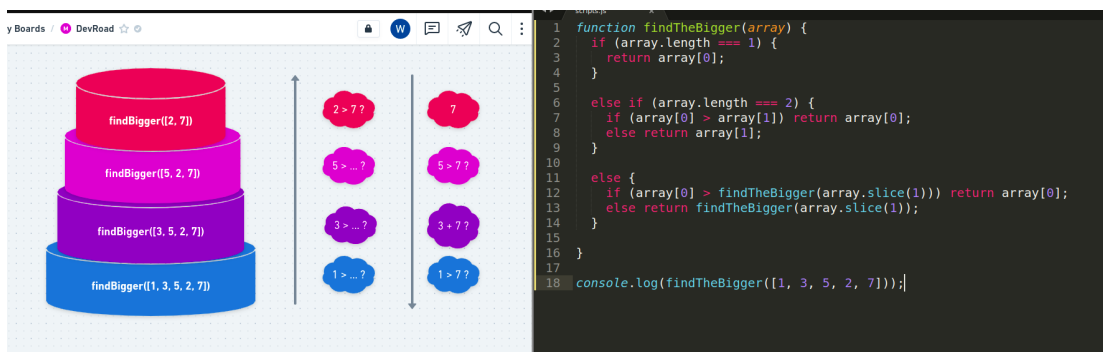 y Boards / M DevRoad
W
findBigger([2, 7])
findBigger([5, 2, 7])
findBigger([3, 5, 2, 7])
findBigger([1, 3, 5, 2, 7])
2 > 7 ?
5 > ... ?
3 > ... ?
1 > ... ?
7
5 > 7 ?
3 + 7 ?
1 > 7 ?
scripts.js x
1 function findTheBigger(array) {
2 if (array.length === 1) {
3 return array[0];
4 }
5
6 else if (array.length === 2) {
7 if (array[0] > array[1]) return array[0];
8 else return array[1];
9 }
10
11 else {
12 if (array[0] > findTheBigger(array.slice(1))) return array[0];
13 else return findTheBigger(array.slice(1));
14 }
15
16 }
17
18 console.log(findTheBigger([1, 3, 5, 2, 7]));